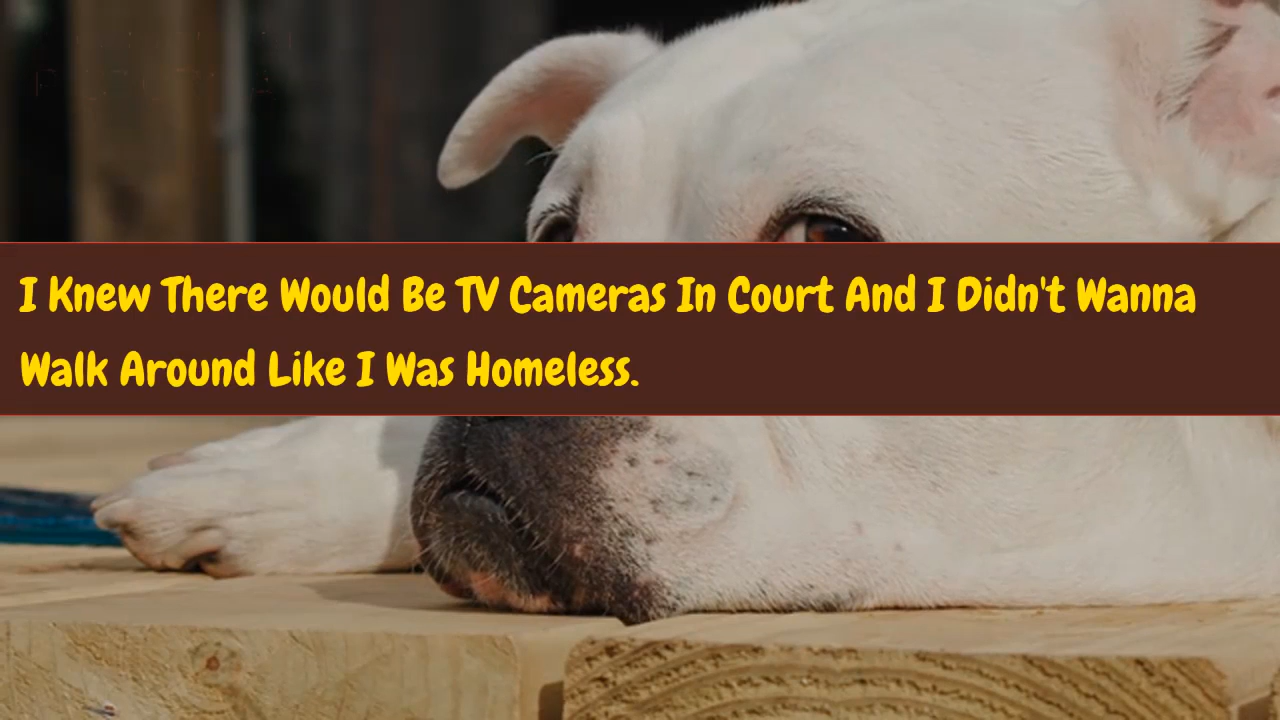 I Knew There Would Be TV Cameras In Court And I Didn't Wanna
Walk Around Like I Was Homeless.